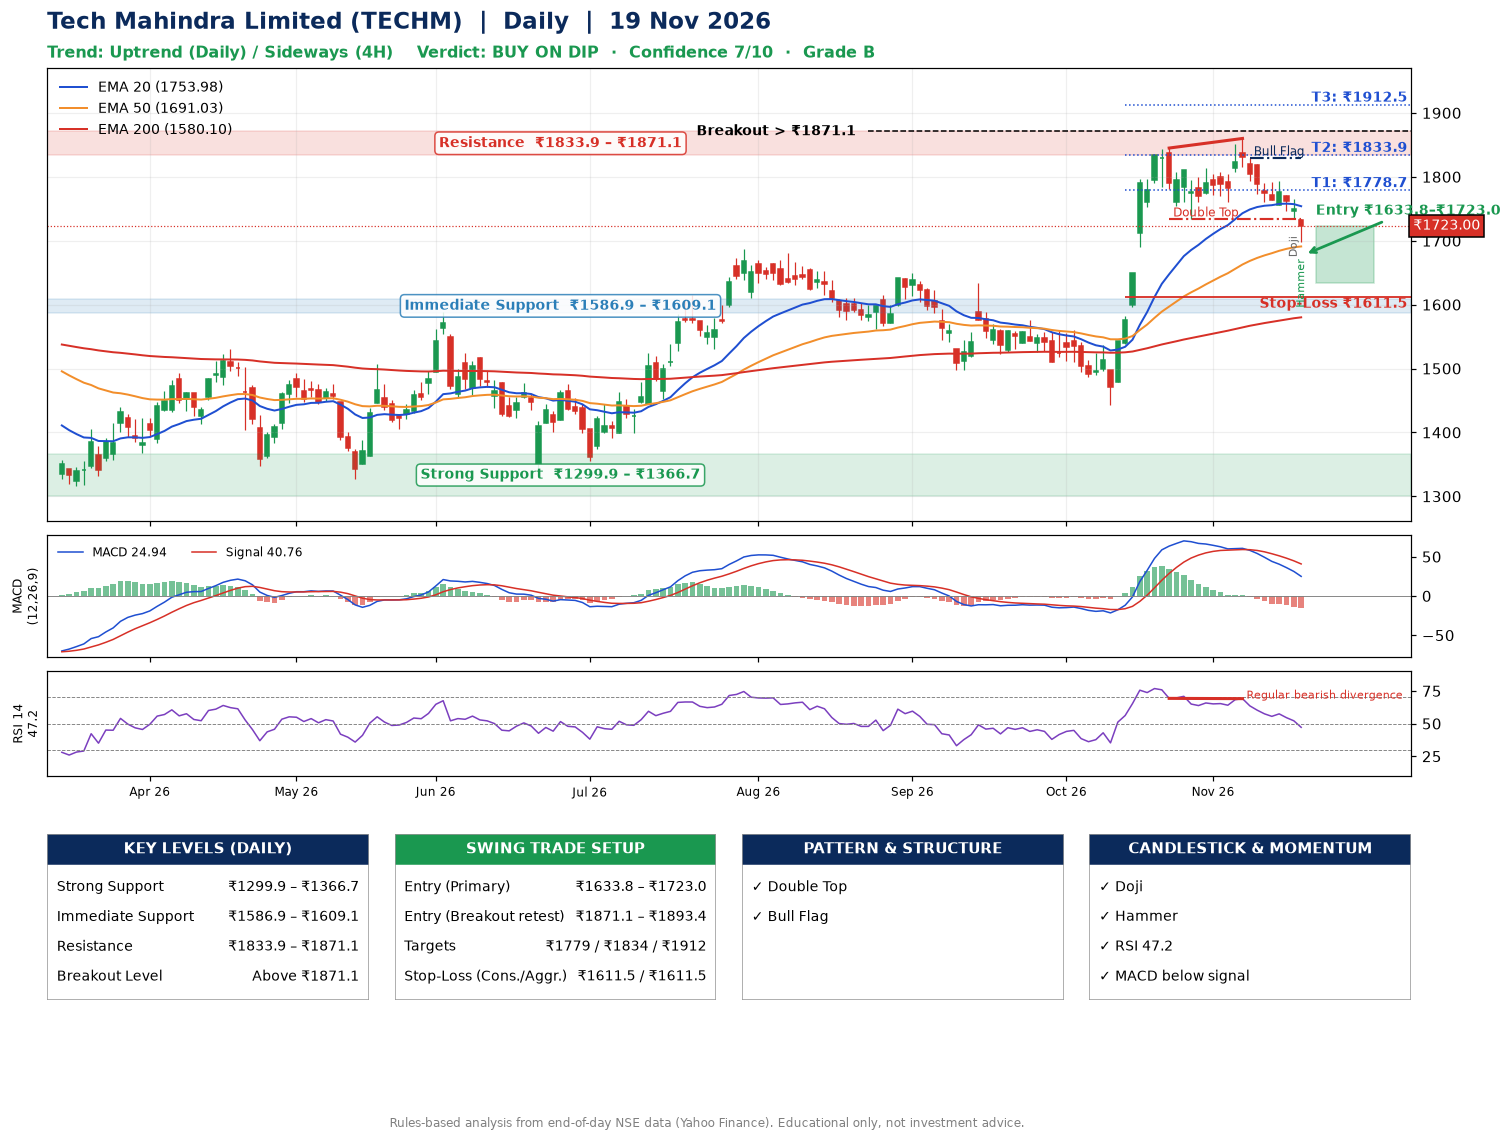 Tech Mahindra Limited (TECHM) | Daily | 19 Nov 2026
Trend: Uptrend (Daily) / Sideways (4H) Verdict: BUY ON DIP · Confidence 7/10 · Grade B
EMA 20 (1753.98)
EMA 50 (1691.03)
EMA 200 (1580.10)
T3: ₹1912.5
Breakout > ₹1871.1
Resistance ₹1833.9 – ₹1871.1
T2: ₹1833.9
Bull Flag
T1: ₹1778.7
Double Top
Entry ₹1633.8–₹1723.0
₹1723.00
Doji
Hammer
Immediate Support ₹1586.9 – ₹1609.1
Stop-Loss ₹1611.5
Strong Support ₹1299.9 – ₹1366.7
1900
1800
1700
1600
1500
1400
1300
MACD 24.94
Signal 40.76
MACD
(12,26,9)
50
0
−50
Regular bearish divergence
RSI 14
47.2
75
50
25
Apr 26
May 26
Jun 26
Jul 26
Aug 26
Sep 26
Oct 26
Nov 26
KEY LEVELS (DAILY)
Strong Support ₹1299.9 – ₹1366.7
Immediate Support ₹1586.9 – ₹1609.1
Resistance ₹1833.9 – ₹1871.1
Breakout Level Above ₹1871.1
SWING TRADE SETUP
Entry (Primary) ₹1633.8 – ₹1723.0
Entry (Breakout retest) ₹1871.1 – ₹1893.4
Targets ₹1779 / ₹1834 / ₹1912
Stop-Loss (Cons./Aggr.) ₹1611.5 / ₹1611.5
PATTERN & STRUCTURE
✓ Double Top
✓ Bull Flag
CANDLESTICK & MOMENTUM
✓ Doji
✓ Hammer
✓ RSI 47.2
✓ MACD below signal
Rules-based analysis from end-of-day NSE data (Yahoo Finance). Educational only, not investment advice.